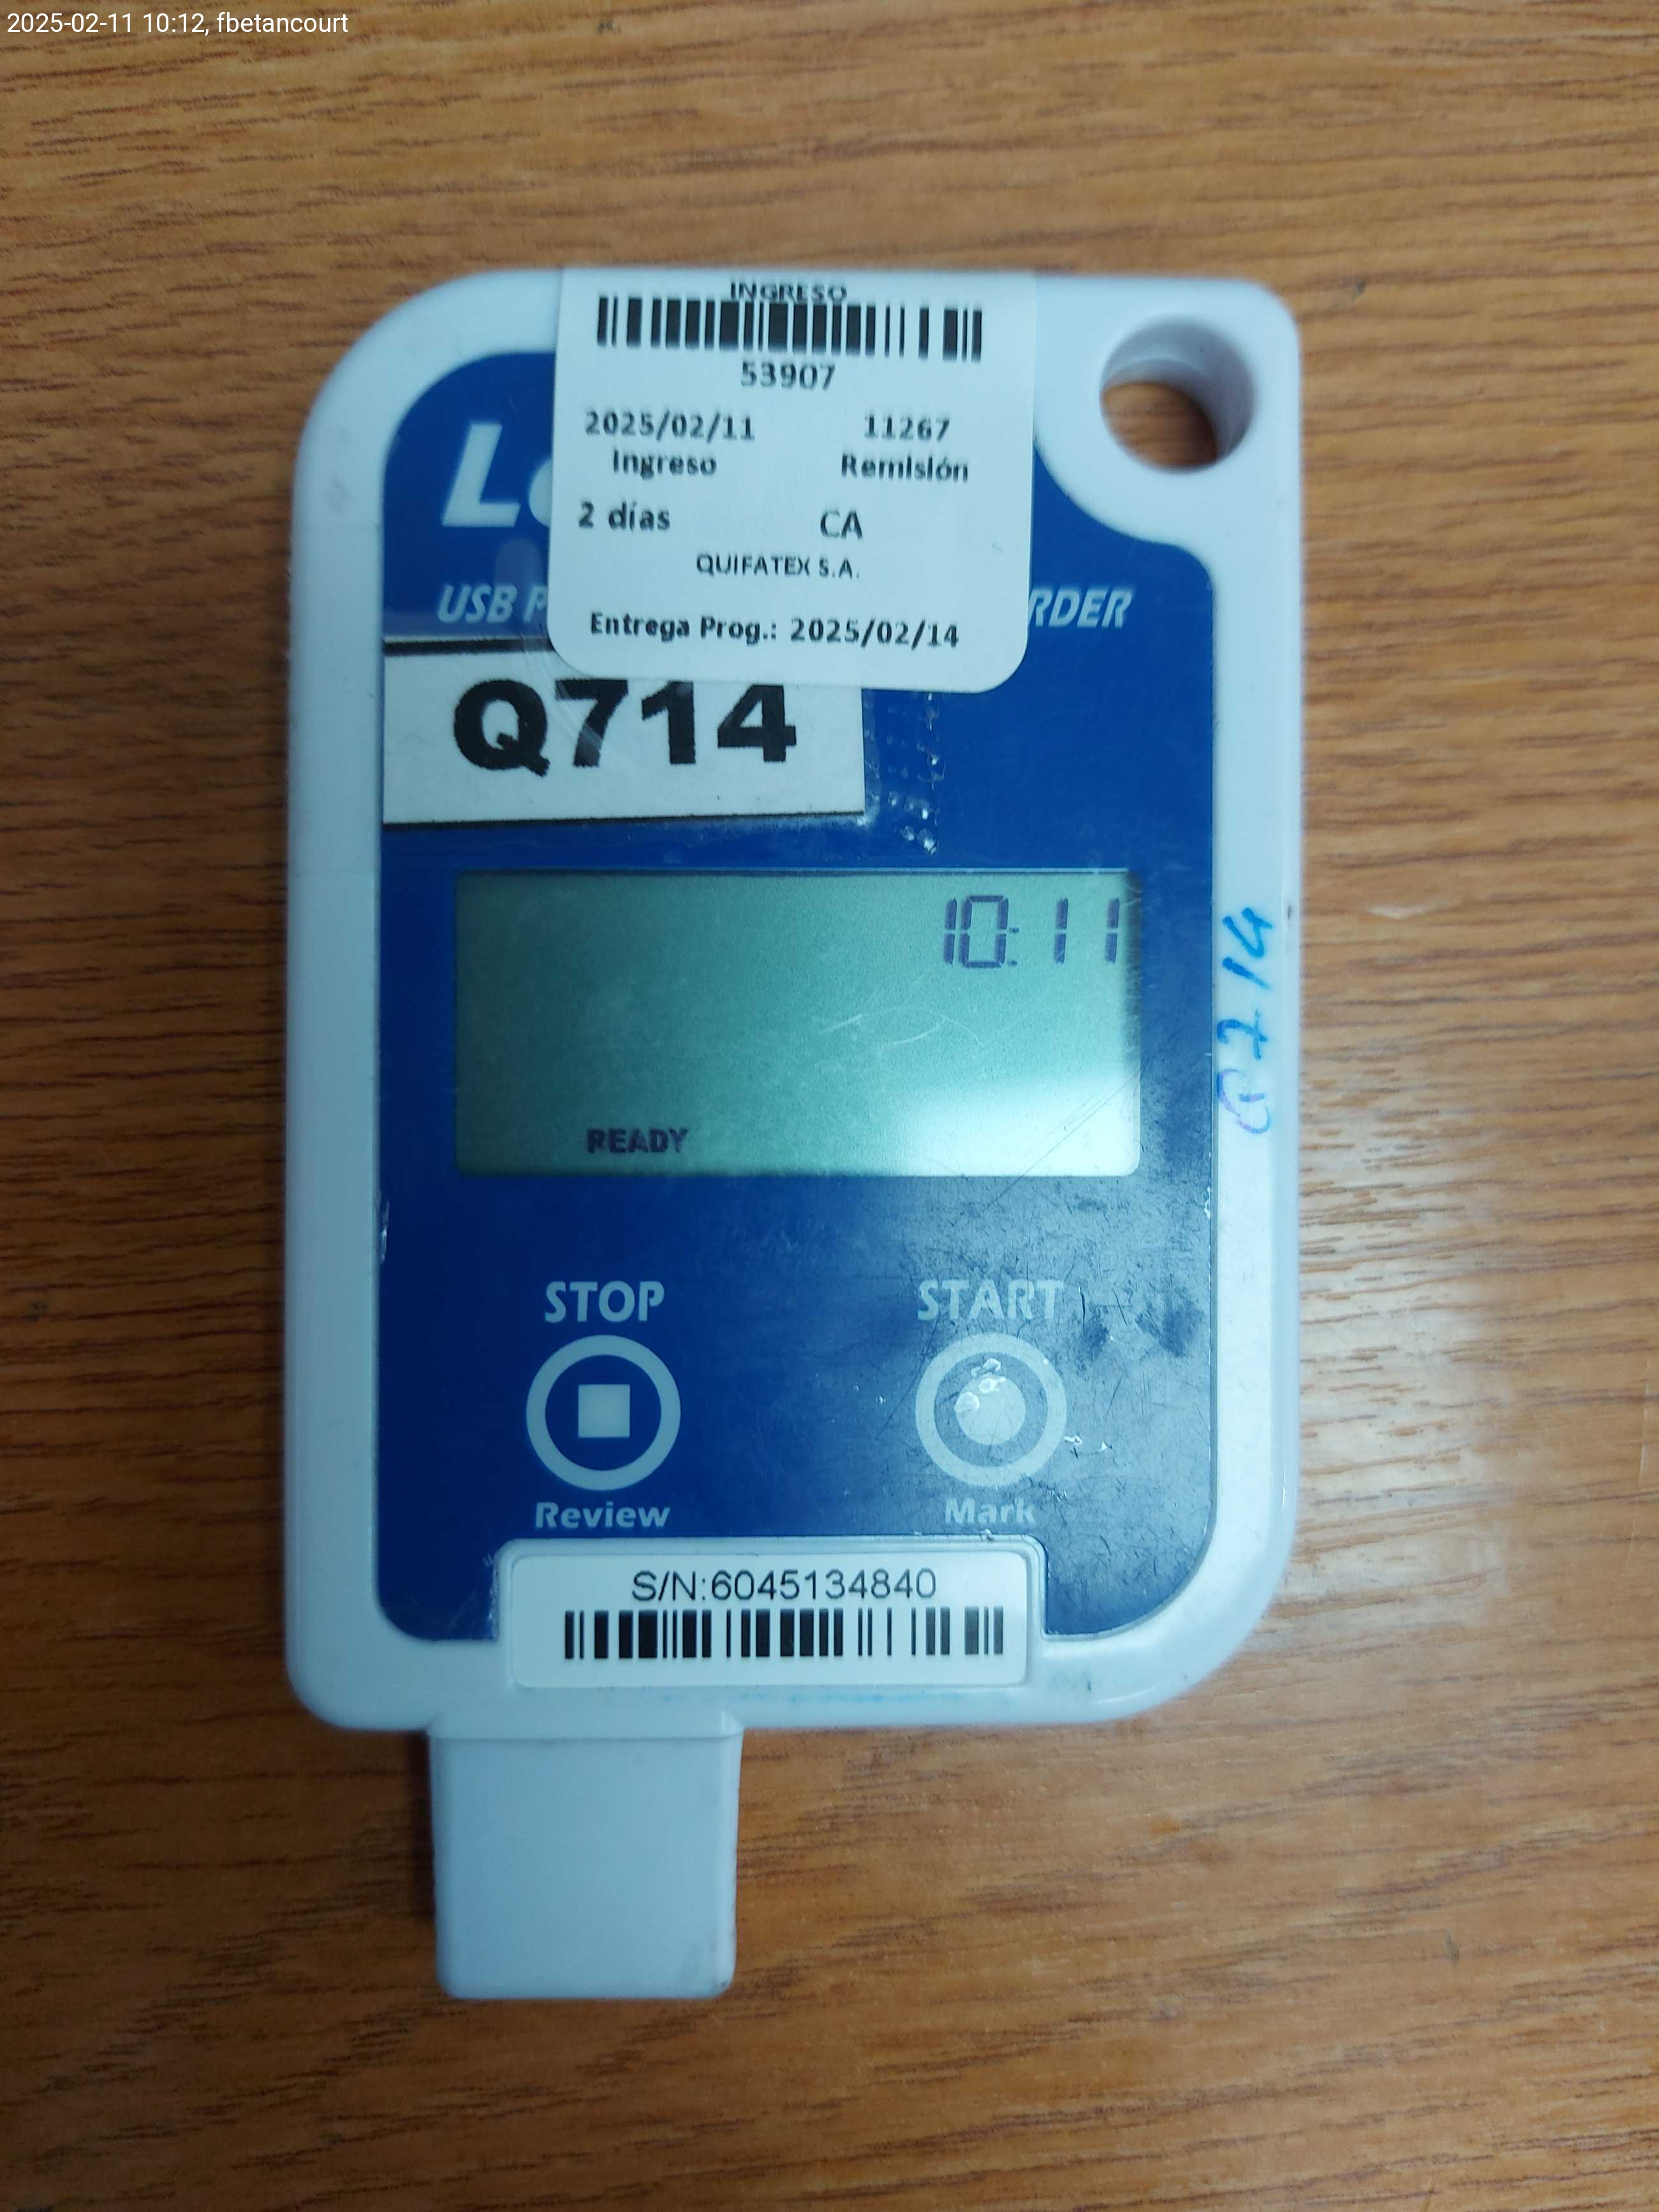 2025-02-11 10:12, fbetancourt
INGRESO
53907
2025/02/11 11267
Ingreso Remisión
2 días CA
QUIFATEX S.A.
Entrega Prog.: 2025/02/14
USB
Q714
10:11
READY
Q714
STOP START
Review Mark
S/N:6045134840